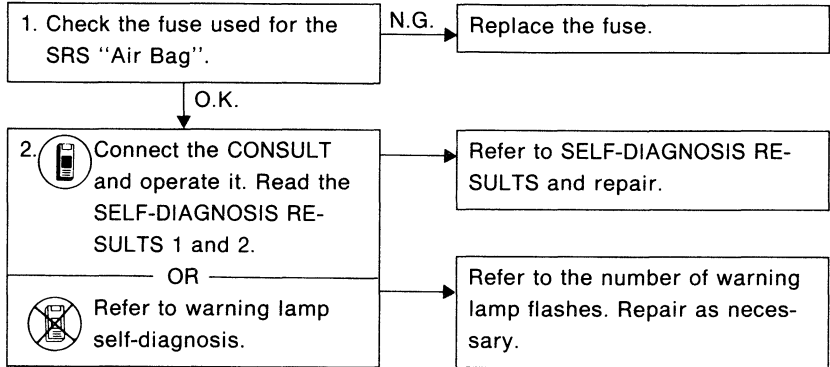 1. Check the fuse used for the
SRS "Air Bag".
N.G.
Replace the fuse.
O.K.
2. Connect the CONSULT
and operate it. Read the
SELF-DIAGNOSIS RE-
SULTS 1 and 2.
Refer to SELF-DIAGNOSIS RE-
SULTS and repair.
OR
Refer to warning lamp
self-diagnosis.
Refer to the number of warning
lamp flashes. Repair as neces-
sary.